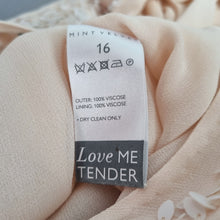 MINT VELVET
16
OUTER: 100% VISCOSE
LINING: 100% VISCOSE
• DRY CLEAN ONLY
Love ME
TENDER